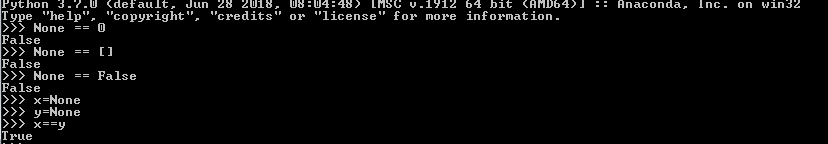 Python 3.7.0 (default, Jun 28 2018, 08:04:48) [MSC v.1912 64 bit (AMD64)] :: Anaconda, Inc. on win32
Type "help", "copyright", "credits" or "license" for more information.
>>> None == 0
False
>>> None == []
False
>>> None == False
False
>>> x=None
>>> y=None
>>> x==y
True